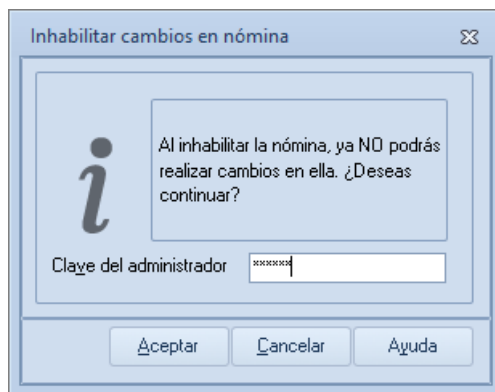 Inhabilitar cambios en nómina
Al inhabilitar la nómina, ya NO podrás
realizar cambios en ella. ¿Deseas
continuar?
Clave del administrador ******
Aceptar Cancelar Ayuda